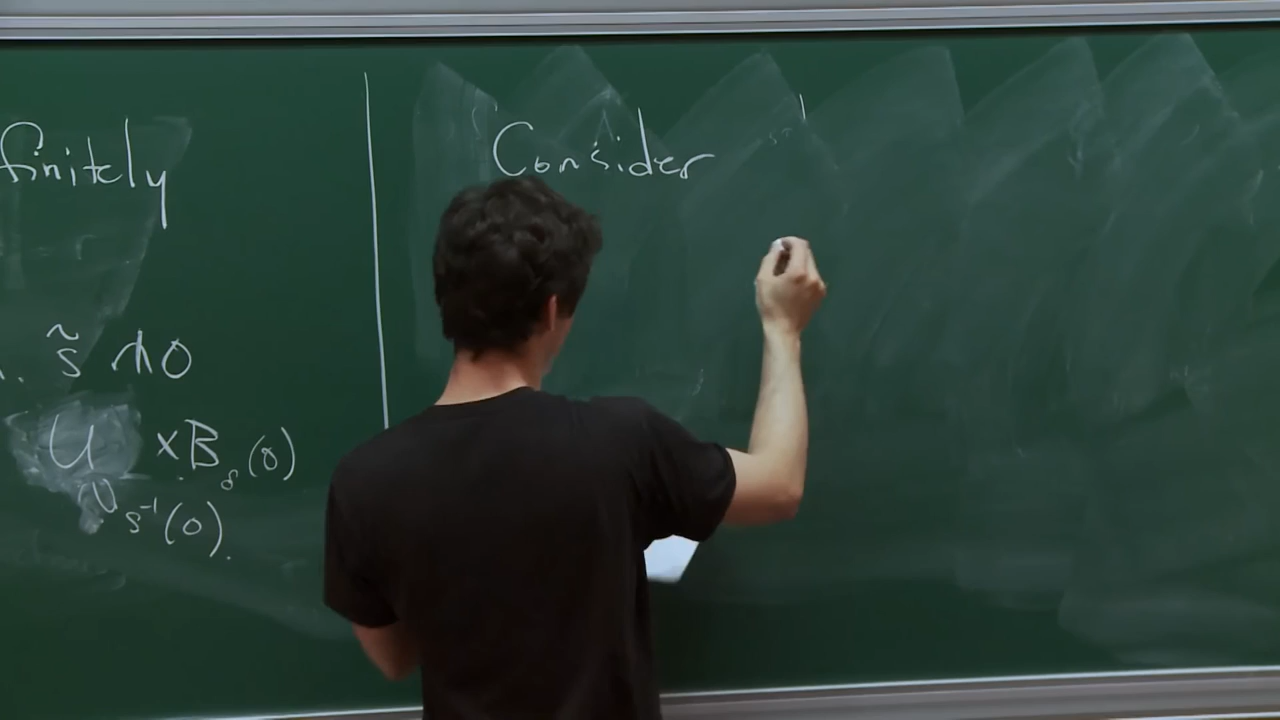 finitely
. s̃ ⋔ 0
U × B_δ(0)
∪ s⁻¹(0).
Consider